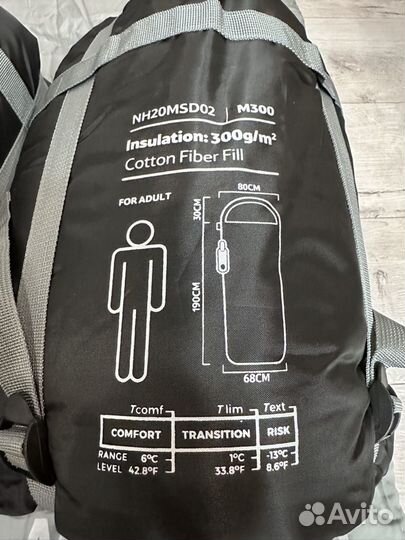 NH20MSD02 | M300
Insulation: 300g/m²
Cotton Fiber Fill
FOR ADULT
80CM
30CM
190CM
68CM
Tcomf Tlim Text
COMFORT TRANSITION RISK
RANGE 6°C 1°C -13°C
LEVEL 42.8°F 33.8°F 8.6°F
Avito